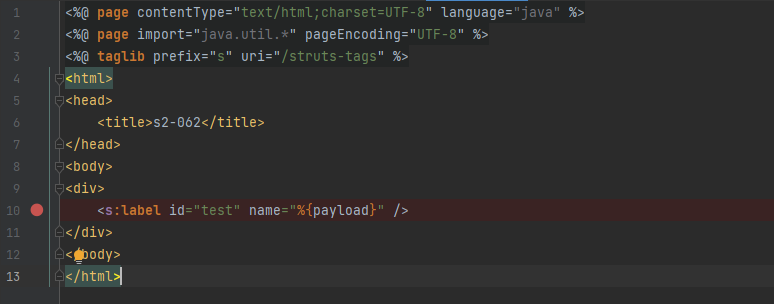 1 <%@ page contentType="text/html;charset=UTF-8" language="java" %>
2 <%@ page import="java.util.*" pageEncoding="UTF-8" %>
3 <%@ taglib prefix="s" uri="/struts-tags" %>
4 <html>
5 <head>
6     <title>s2-062</title>
7 </head>
8 <body>
9 <div>
10     <s:label id="test" name="%{payload}" />
11 </div>
12 < body>
13 </html>